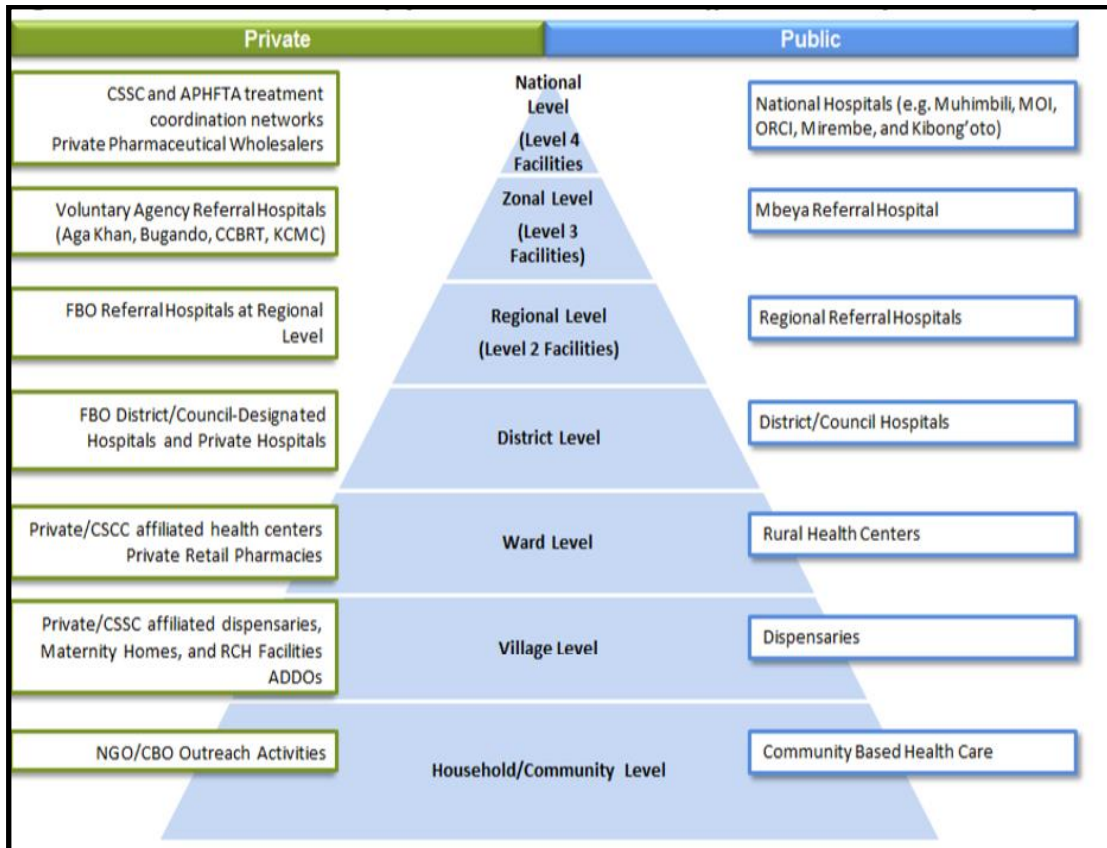 Private
Public
CSSC and APHFTA treatment
coordination networks
Private Pharmaceutical Wholesalers
National
Level
(Level 4
Facilities
National Hospitals (e.g. Muhimbili, MOI,
ORCI, Mirembe, and Kibong'oto)
Voluntary Agency Referral Hospitals
(Aga Khan, Bugando, CCBRT, KCMC)
Zonal Level
(Level 3
Facilities)
Mbeya Referral Hospital
FBO Referral Hospitals at Regional
Level
Regional Level
(Level 2 Facilities)
Regional Referral Hospitals
FBO District/Council-Designated
Hospitals and Private Hospitals
District Level
District/Council Hospitals
Private/CSCC affiliated health centers
Private Retail Pharmacies
Ward Level
Rural Health Centers
Private/CSSC affiliated dispensaries,
Maternity Homes, and RCH Facilities
ADDOs
Village Level
Dispensaries
NGO/CBO Outreach Activities
Household/Community Level
Community Based Health Care